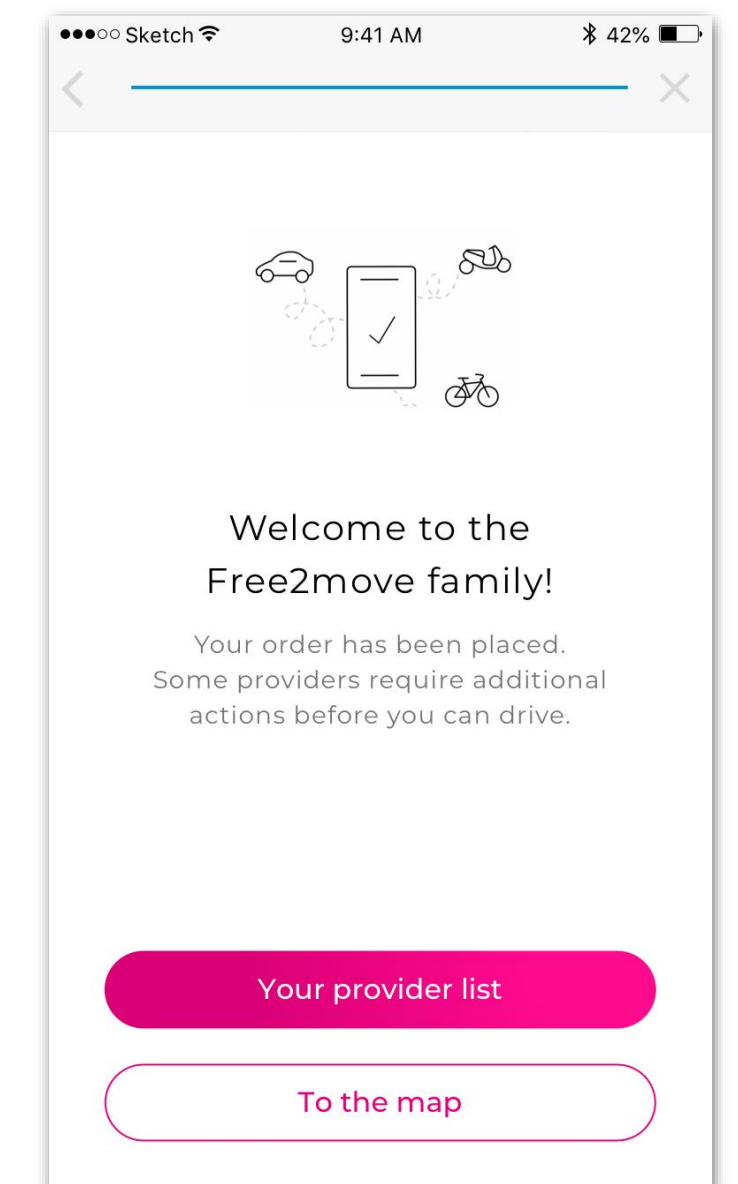 Sketch 9:41 AM 42%
Welcome to the
Free2move family!
Your order has been placed.
Some providers require additional
actions before you can drive.
Your provider list
To the map